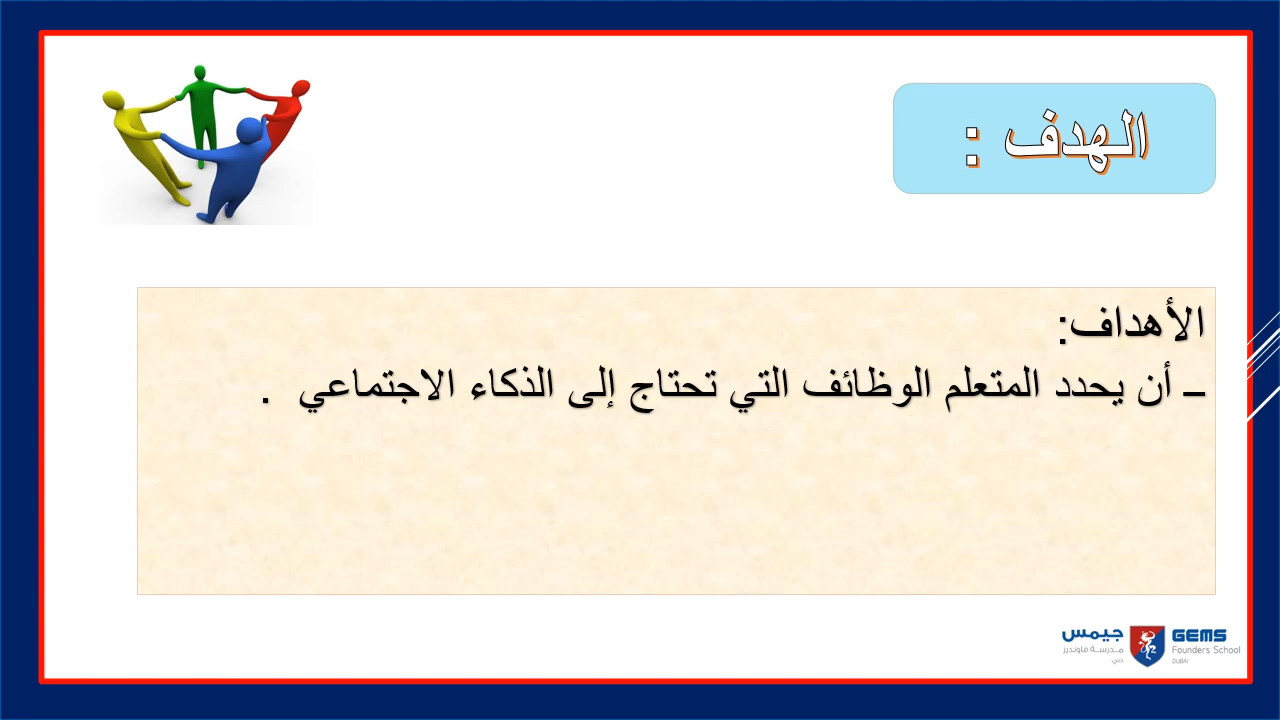 الهدف :
الأهداف:
ـ أن يحدد المتعلم الوظائف التي تحتاج إلى الذكاء الاجتماعي .
جيمس
مدرسة فاوندرز
دبي
GEMS
Founders School
DUBAI